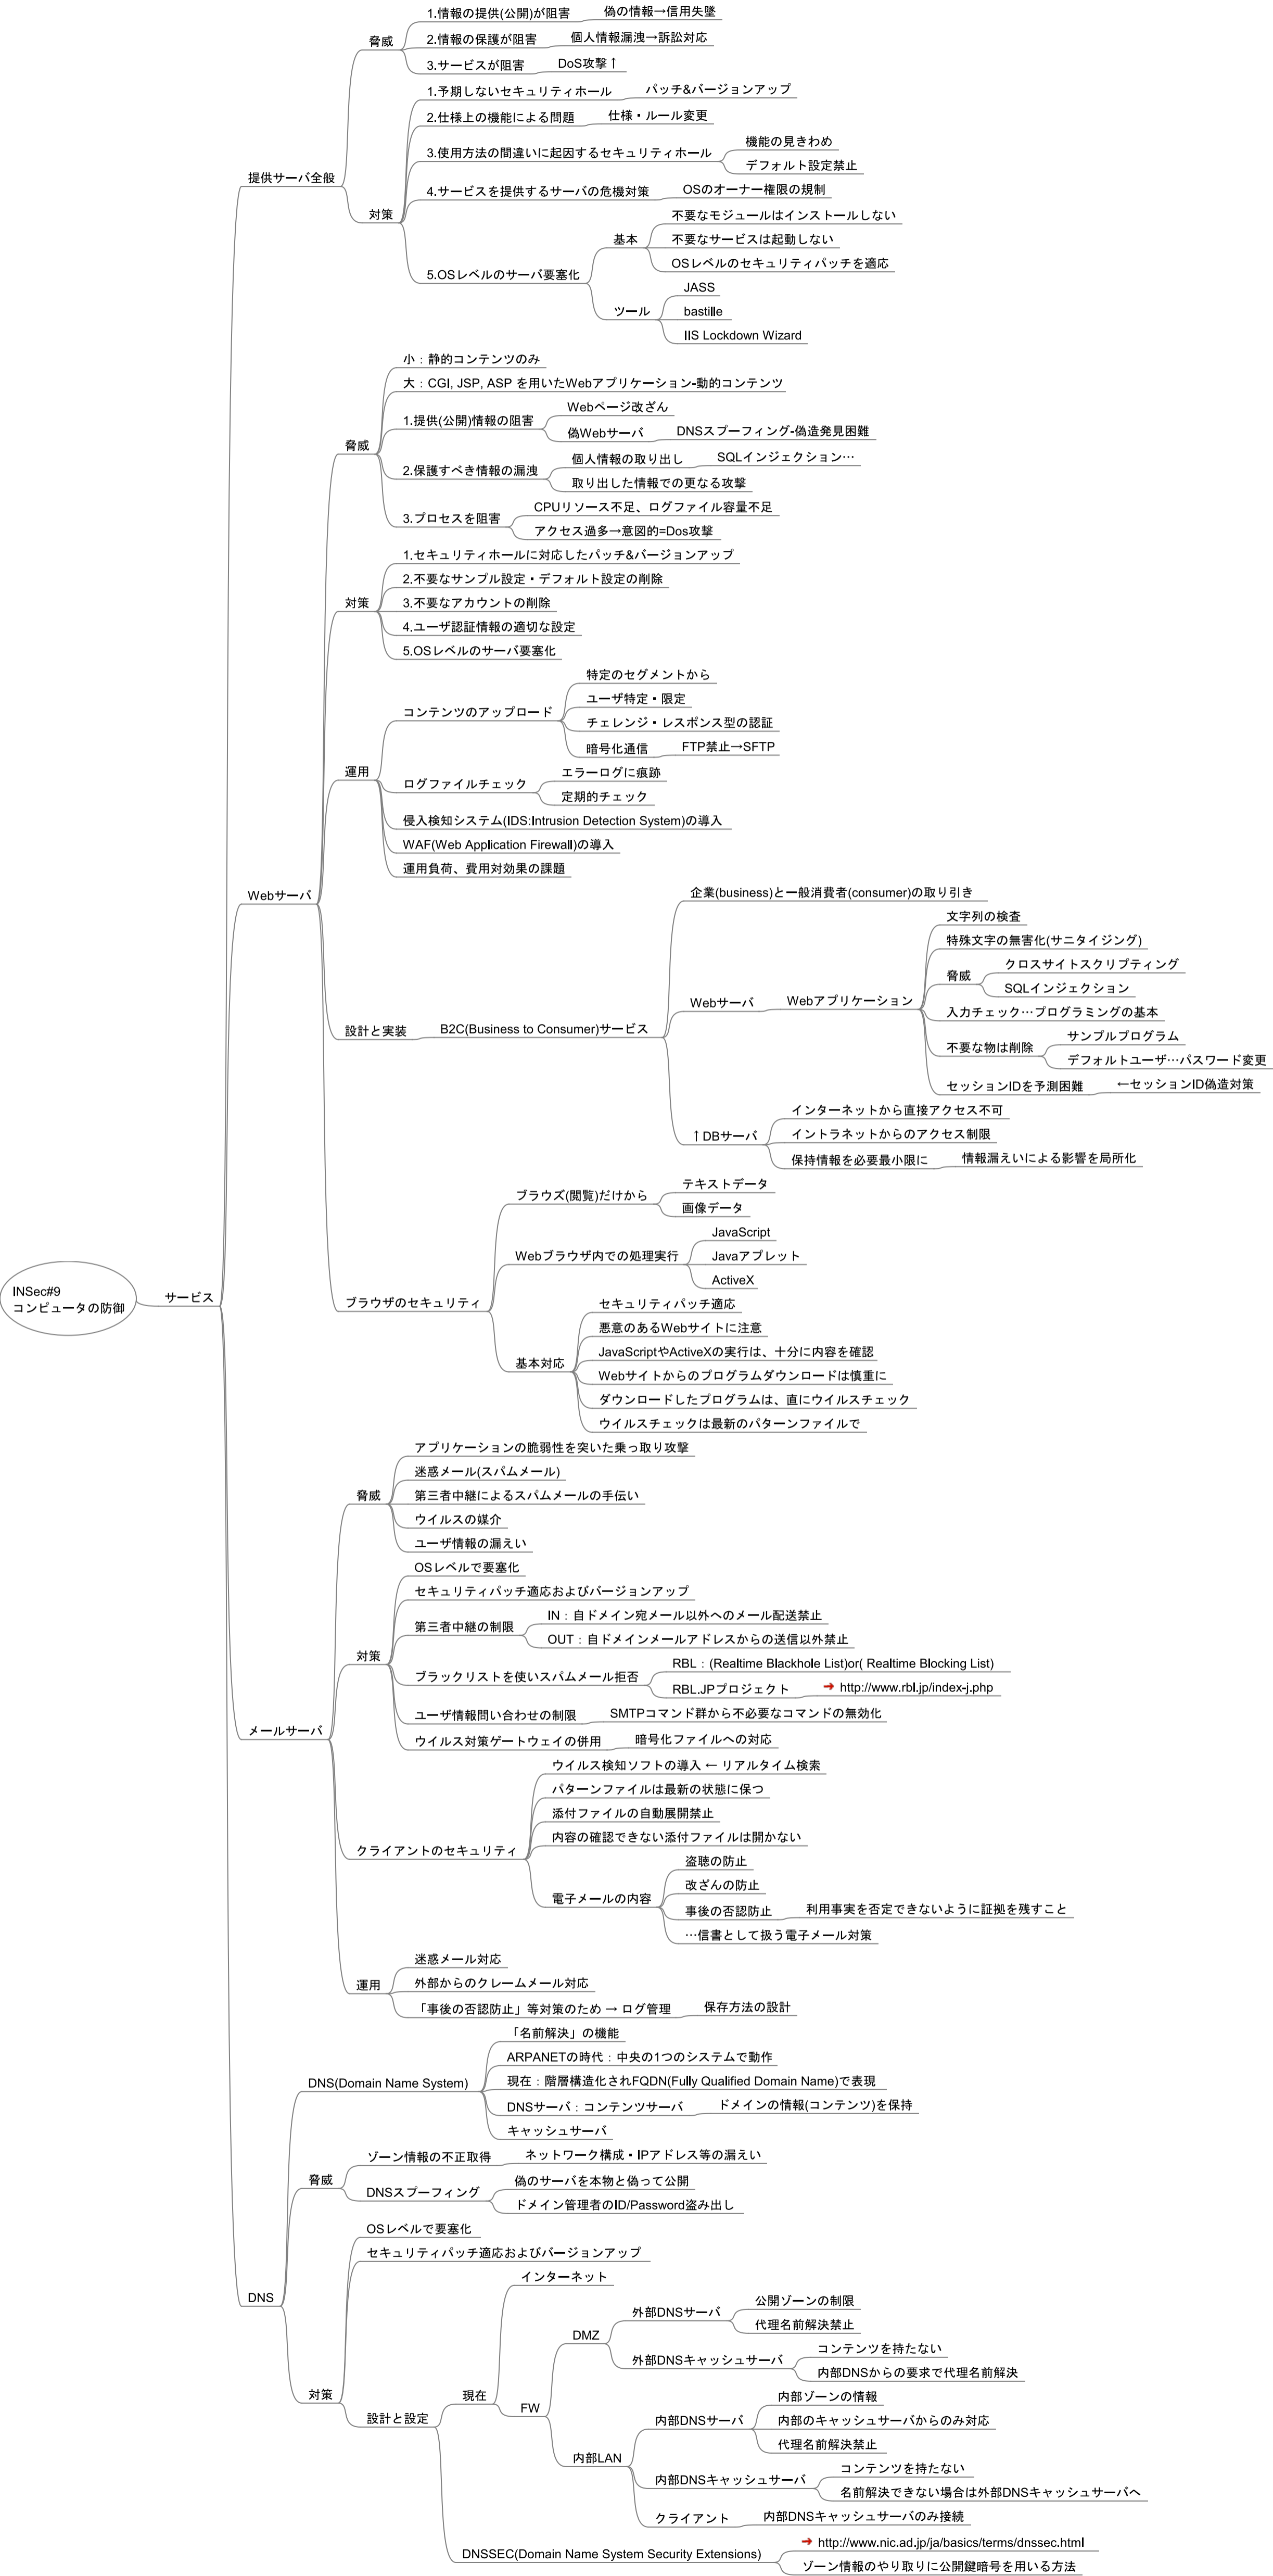 INSec#9
コンピュータの防御
サービス
提供サーバ全般
脅威
1.情報の提供(公開)が阻害
偽の情報→信用失墜
2.情報の保護が阻害
個人情報漏洩→訴訟対応
3.サービスが阻害
DoS攻撃↑
対策
1.予期しないセキュリティホール
パッチ&バージョンアップ
2.仕様上の機能による問題
仕様・ルール変更
3.使用方法の間違いに起因するセキュリティホール
機能の見きわめ
デフォルト設定禁止
4.サービスを提供するサーバの危機対策
OSのオーナー権限の規制
5.OSレベルのサーバ要塞化
基本
不要なモジュールはインストールしない
不要なサービスは起動しない
OSレベルのセキュリティパッチを適応
ツール
JASS
bastille
IIS Lockdown Wizard
Webサーバ
脅威
小：静的コンテンツのみ
大：CGI, JSP, ASP を用いたWebアプリケーション-動的コンテンツ
1.提供(公開)情報の阻害
Webページ改ざん
偽Webサーバ
DNSスプーフィング-偽造発見困難
2.保護すべき情報の漏洩
個人情報の取り出し
SQLインジェクション…
取り出した情報での更なる攻撃
3.プロセスを阻害
CPUリソース不足、ログファイル容量不足
アクセス過多→意図的=Dos攻撃
対策
1.セキュリティホールに対応したパッチ&バージョンアップ
2.不要なサンプル設定・デフォルト設定の削除
3.不要なアカウントの削除
4.ユーザ認証情報の適切な設定
5.OSレベルのサーバ要塞化
運用
コンテンツのアップロード
特定のセグメントから
ユーザ特定・限定
チェレンジ・レスポンス型の認証
暗号化通信
FTP禁止→SFTP
ログファイルチェック
エラーログに痕跡
定期的チェック
侵入検知システム(IDS:Intrusion Detection System)の導入
WAF(Web Application Firewall)の導入
運用負荷、費用対効果の課題
設計と実装
B2C(Business to Consumer)サービス
企業(business)と一般消費者(consumer)の取り引き
Webサーバ
Webアプリケーション
文字列の検査
特殊文字の無害化(サニタイジング)
脅威
クロスサイトスクリプティング
SQLインジェクション
入力チェック…プログラミングの基本
不要な物は削除
サンプルプログラム
デフォルトユーザ…パスワード変更
セッションIDを予測困難
←セッションID偽造対策
↑DBサーバ
インターネットから直接アクセス不可
イントラネットからのアクセス制限
保持情報を必要最小限に
情報漏えいによる影響を局所化
ブラウザのセキュリティ
ブラウズ(閲覧)だけから
テキストデータ
画像データ
Webブラウザ内での処理実行
JavaScript
Javaアプレット
ActiveX
基本対応
セキュリティパッチ適応
悪意のあるWebサイトに注意
JavaScriptやActiveXの実行は、十分に内容を確認
Webサイトからのプログラムダウンロードは慎重に
ダウンロードしたプログラムは、直にウイルスチェック
ウイルスチェックは最新のパターンファイルで
メールサーバ
脅威
アプリケーションの脆弱性を突いた乗っ取り攻撃
迷惑メール(スパムメール)
第三者中継によるスパムメールの手伝い
ウイルスの媒介
ユーザ情報の漏えい
対策
OSレベルで要塞化
セキュリティパッチ適応およびバージョンアップ
第三者中継の制限
IN：自ドメイン宛メール以外へのメール配送禁止
OUT：自ドメインメールアドレスからの送信以外禁止
ブラックリストを使いスパムメール拒否
RBL：(Realtime Blackhole List)or( Realtime Blocking List)
RBL.JPプロジェクト
➜ http://www.rbl.jp/index-j.php
ユーザ情報問い合わせの制限
SMTPコマンド群から不必要なコマンドの無効化
ウイルス対策ゲートウェイの併用
暗号化ファイルへの対応
クライアントのセキュリティ
ウイルス検知ソフトの導入 ← リアルタイム検索
パターンファイルは最新の状態に保つ
添付ファイルの自動展開禁止
内容の確認できない添付ファイルは開かない
電子メールの内容
盗聴の防止
改ざんの防止
事後の否認防止
利用事実を否定できないように証拠を残すこと
…信書として扱う電子メール対策
運用
迷惑メール対応
外部からのクレームメール対応
「事後の否認防止」等対策のため → ログ管理
保存方法の設計
DNS
DNS(Domain Name System)
「名前解決」の機能
ARPANETの時代：中央の1つのシステムで動作
現在：階層構造化されFQDN(Fully Qualified Domain Name)で表現
DNSサーバ：コンテンツサーバ
ドメインの情報(コンテンツ)を保持
キャッシュサーバ
脅威
ゾーン情報の不正取得
ネットワーク構成・IPアドレス等の漏えい
DNSスプーフィング
偽のサーバを本物と偽って公開
ドメイン管理者のID/Password盗み出し
対策
OSレベルで要塞化
セキュリティパッチ適応およびバージョンアップ
設計と設定
現在
インターネット
FW
DMZ
外部DNSサーバ
公開ゾーンの制限
代理名前解決禁止
外部DNSキャッシュサーバ
コンテンツを持たない
内部DNSからの要求で代理名前解決
内部LAN
内部DNSサーバ
内部ゾーンの情報
内部のキャッシュサーバからのみ対応
代理名前解決禁止
内部DNSキャッシュサーバ
コンテンツを持たない
名前解決できない場合は外部DNSキャッシュサーバへ
クライアント
内部DNSキャッシュサーバのみ接続
DNSSEC(Domain Name System Security Extensions)
➜ http://www.nic.ad.jp/ja/basics/terms/dnssec.html
ゾーン情報のやり取りに公開鍵暗号を用いる方法